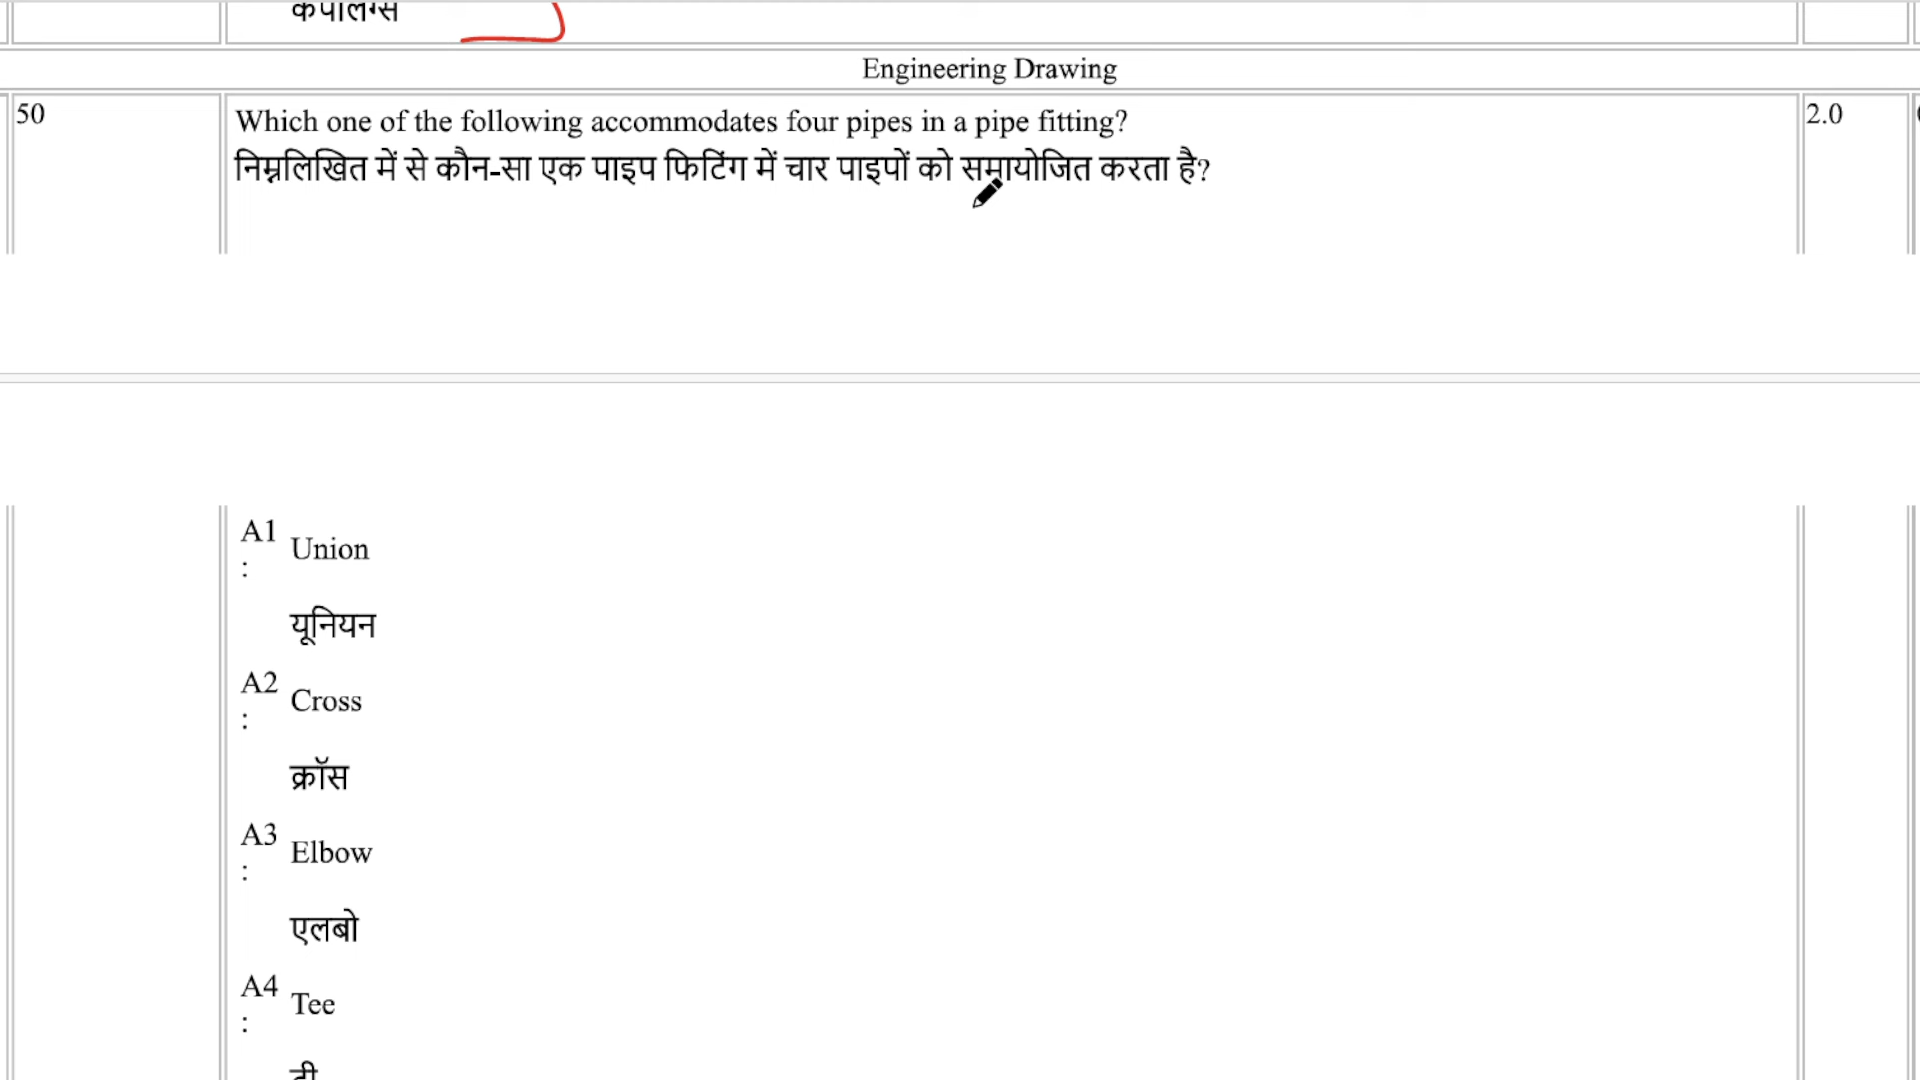 Engineering Drawing
50
Which one of the following accommodates four pipes in a pipe fitting?
2.0
निम्नलिखित में से कौन-सा एक पाइप फिटिंग में चार पाइपों को समायोजित करता है?
A1
:
Union
यूनियन
A2
:
Cross
क्रॉस
A3
:
Elbow
एलबो
A4
:
Tee
टी